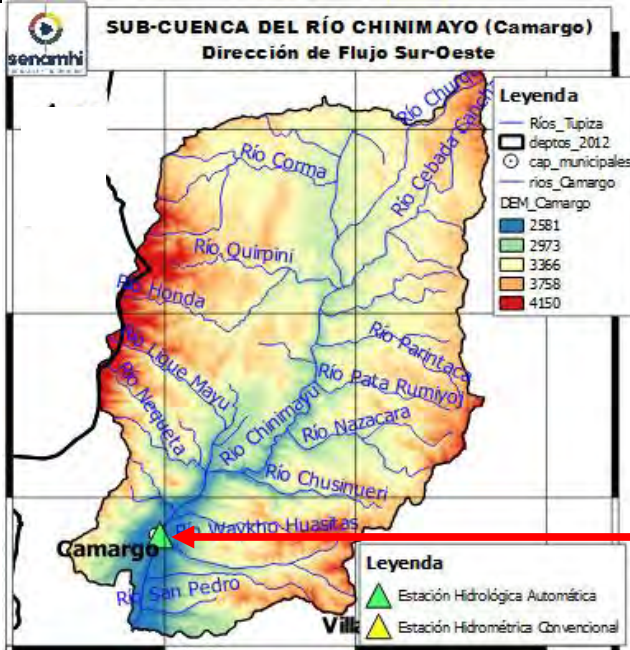 senamhi
SUB-CUENCA DEL RÍO CHINIMAYO (Camargo)
Dirección de Flujo Sur-Oeste
Leyenda
Ríos_Tupiza
deptos_2012
cap_municipales
rios_Camargo
DEM_Camargo
2581
2973
3366
3758
4150
Río Churq
Río Cebada Cancha
Río Corma
Río Quirpini
Río Honda
Río Ligue Mayu
Río Nequeta
Río Parintaca
Río Pata Rumiyoj
Río Chinimayu
Río Nazacara
Río Chusinueri
Río Waykho Huasitas
Camargo
Río San Pedro
Villa
Leyenda
Estación Hidrológica Automática
Estación Hidrométrica Convencional